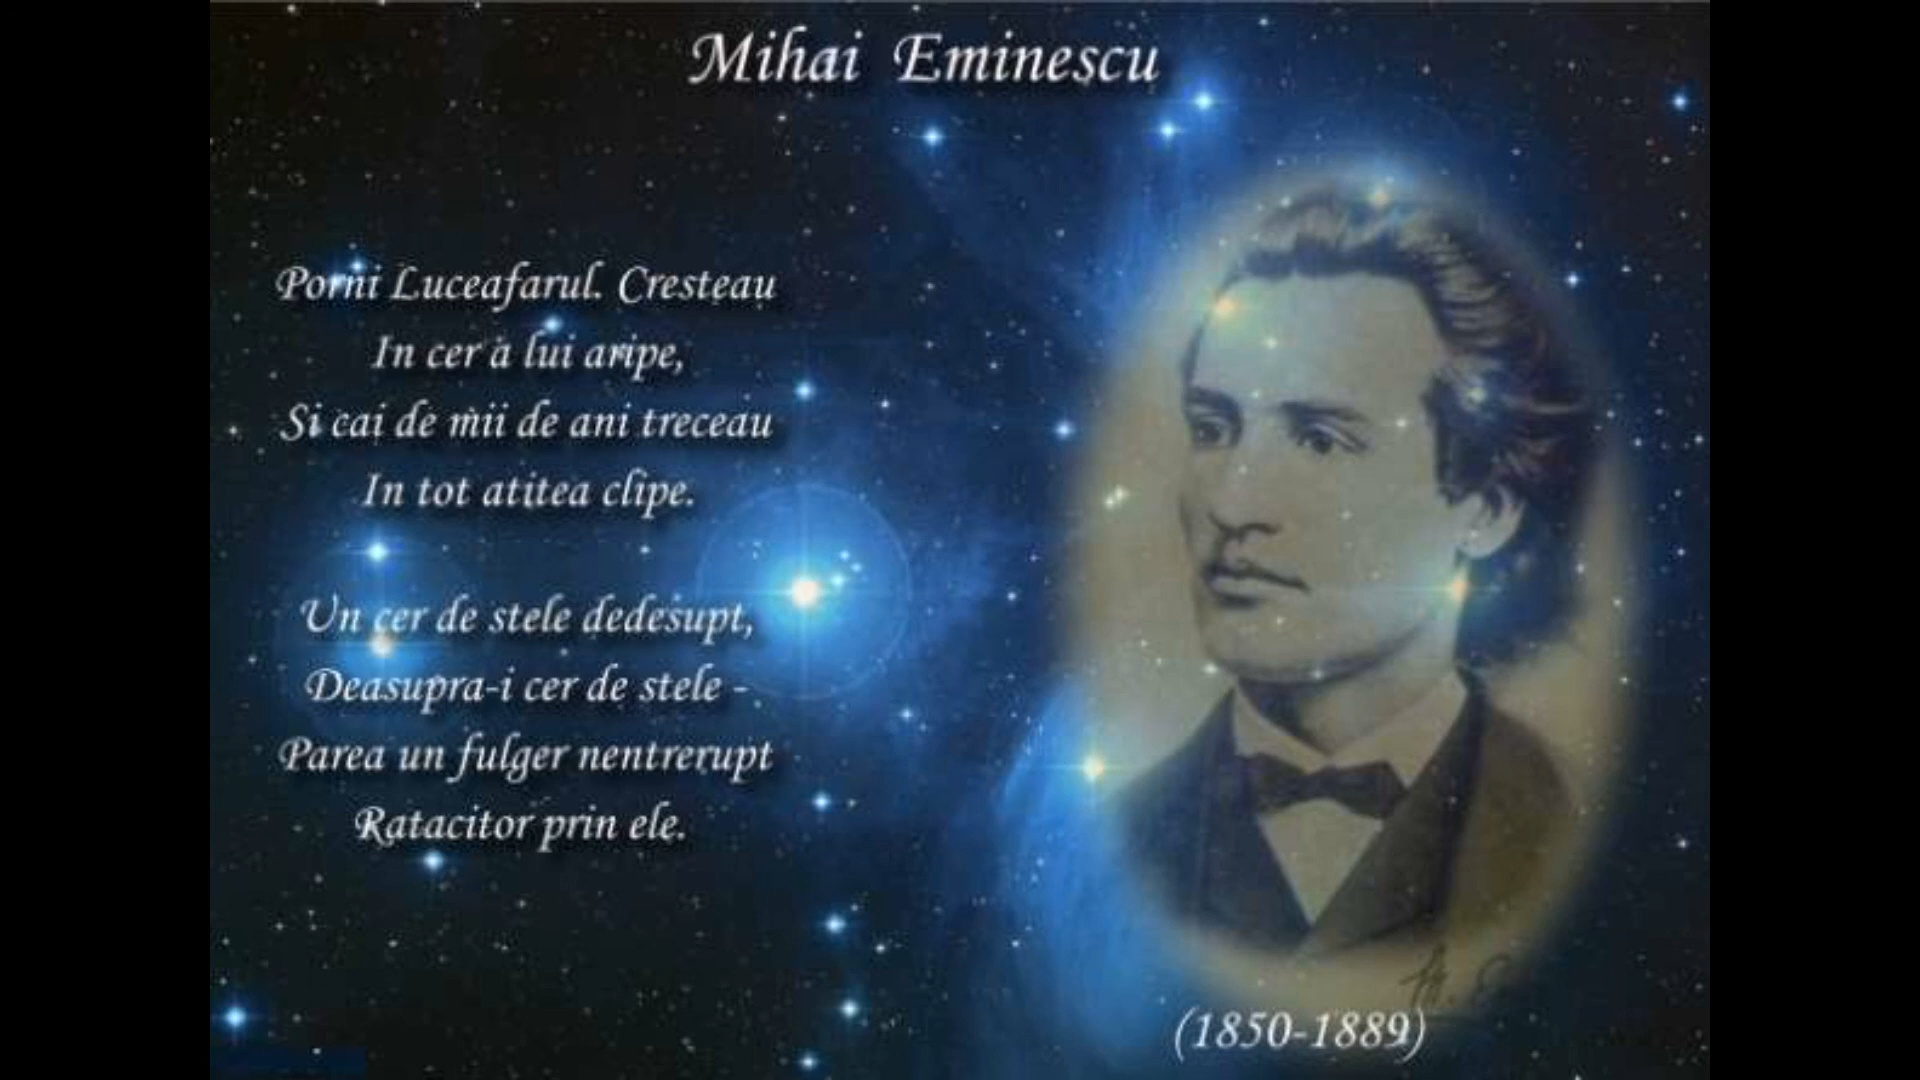 Mihai Eminescu
Porni Luceafarul. Cresteau
In cer a lui aripe,
Si cai de mii de ani treceau
In tot atitea clipe.
Un cer de stele dedesupt,
Deasupra-i cer de stele -
Parea un fulger nentrerupt
Ratacitor prin ele.
(1850-1889)